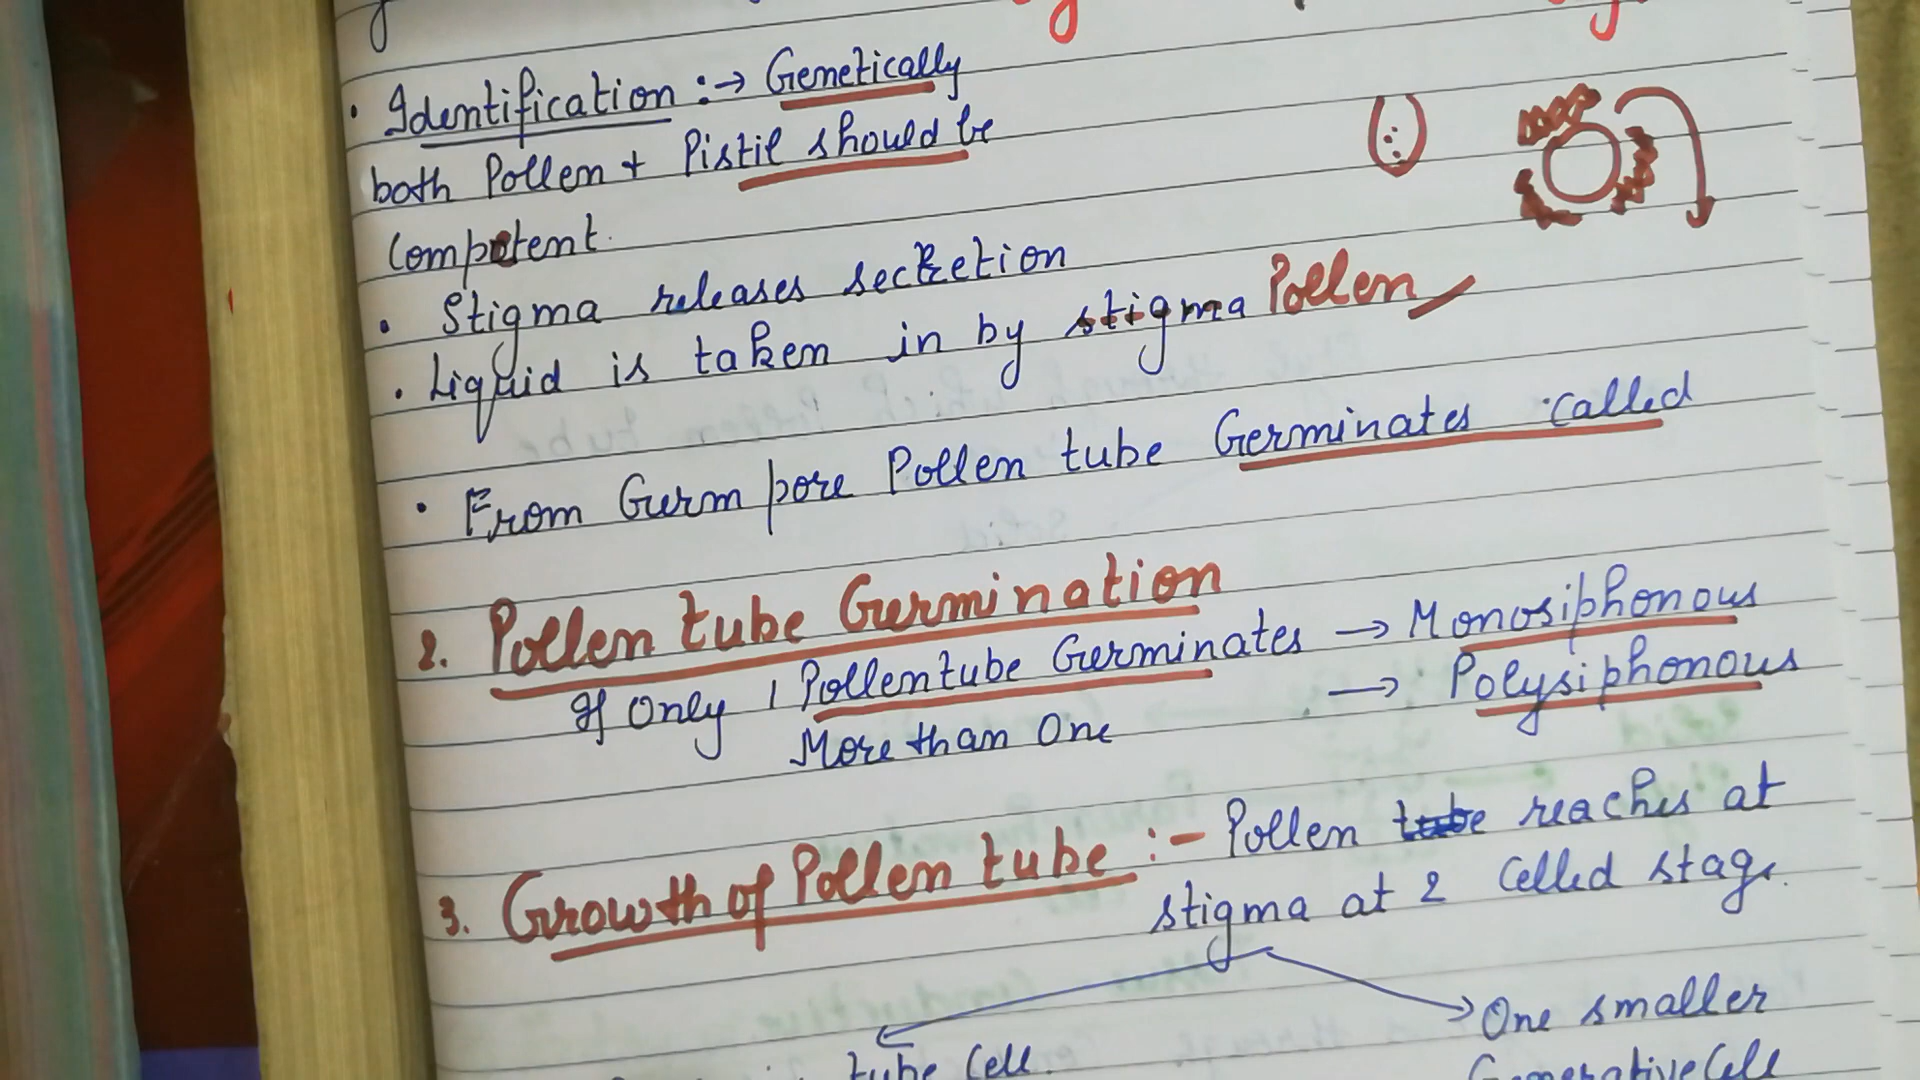 • Identification :→ Genetically
both Pollen + Pistil should be
Competent.
• Stigma releases secretion
• Liquid is taken in by stigma Pollen
• From Germ pore Pollen tube Germinates called
2. Pollen tube Germination
If Only 1 Pollen tube Germinates → Monosiphonous
More than One → Polysiphonous
3. Growth of Pollen tube :- Pollen tube reaches at
stigma at 2 Celled stage.
One smaller
tube Cell.
Generative Cell